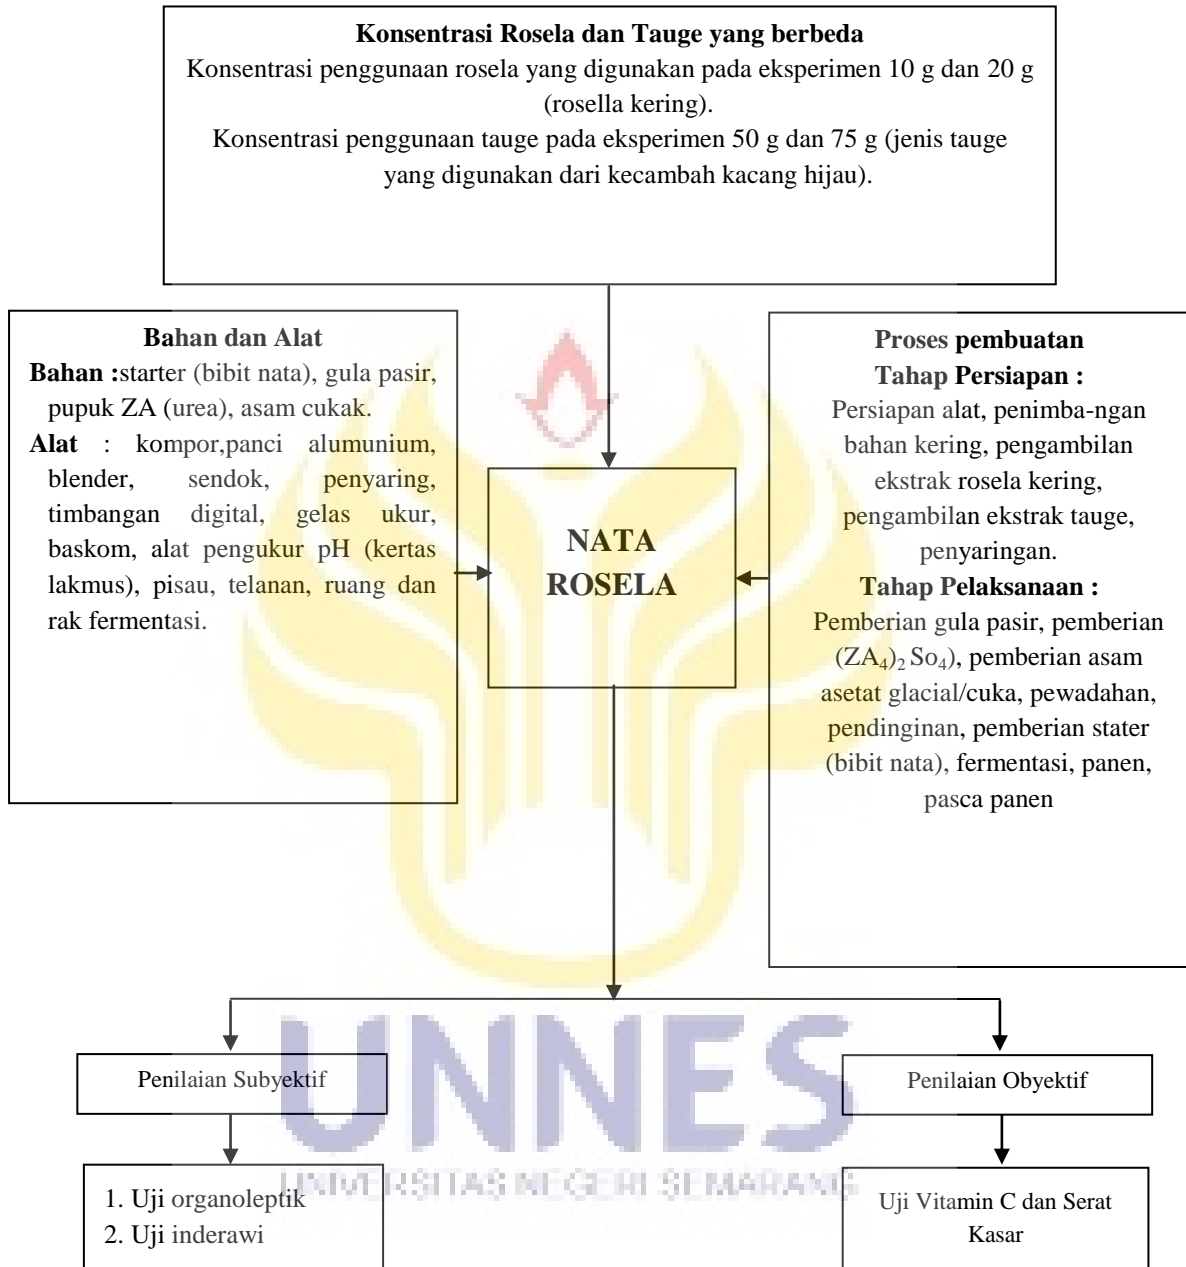 Konsentrasi Rosela dan Tauge yang berbeda
Konsentrasi penggunaan rosela yang digunakan pada eksperimen 10 g dan 20 g
(rosella kering).
Konsentrasi penggunaan tauge pada eksperimen 50 g dan 75 g (jenis tauge
yang digunakan dari kecambah kacang hijau).
Bahan dan Alat
Bahan :starter (bibit nata), gula pasir,
pupuk ZA (urea), asam cukak.
Alat : kompor,panci alumunium,
blender, sendok, penyaring,
timbangan digital, gelas ukur,
baskom, alat pengukur pH (kertas
lakmus), pisau, telanan, ruang dan
rak fermentasi.
NATA
ROSELA
Proses pembuatan
Tahap Persiapan :
Persiapan alat, penimba-ngan
bahan kering, pengambilan
ekstrak rosela kering,
pengambilan ekstrak tauge,
penyaringan.
Tahap Pelaksanaan :
Pemberian gula pasir, pemberian
(ZA₄)₂ So₄), pemberian asam
asetat glacial/cuka, pewadahan,
pendinginan, pemberian stater
(bibit nata), fermentasi, panen,
pasca panen
Penilaian Subyektif
Penilaian Obyektif
1. Uji organoleptik
2. Uji inderawi
Uji Vitamin C dan Serat
Kasar
UNNES
UNIVERSITAS NEGERI SEMARANG